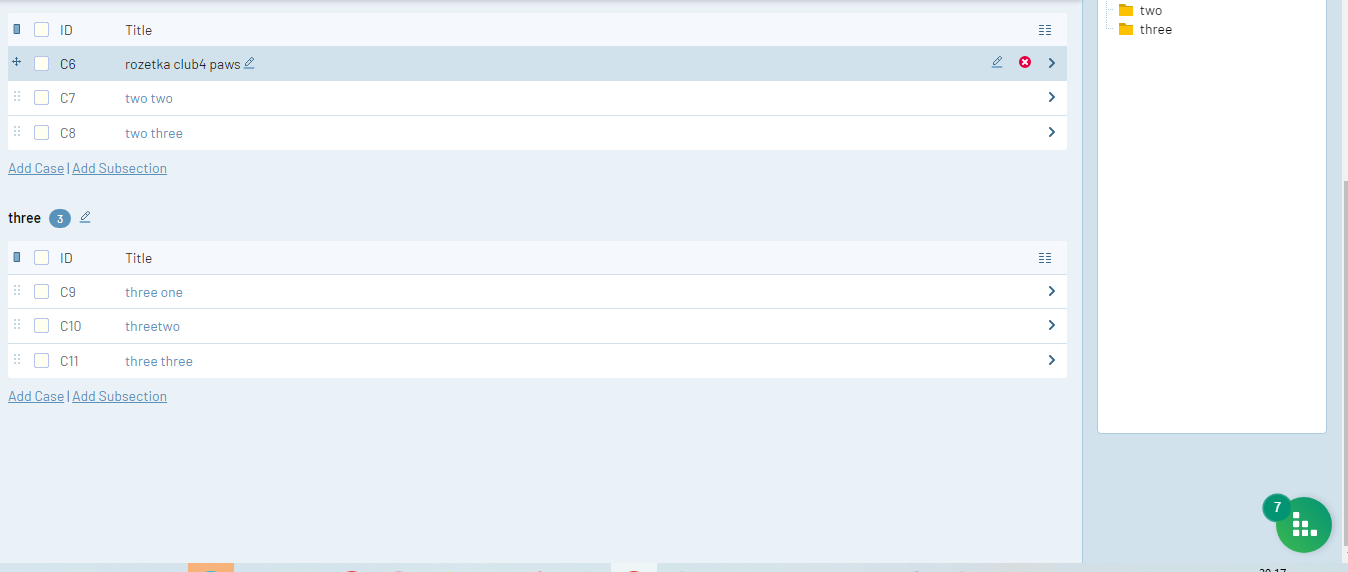 ID Title
C6 rozetka club4 paws
C7 two two
C8 two three
Add Case | Add Subsection
three 3
ID Title
C9 three one
C10 threetwo
C11 three three
Add Case | Add Subsection
two
three
7